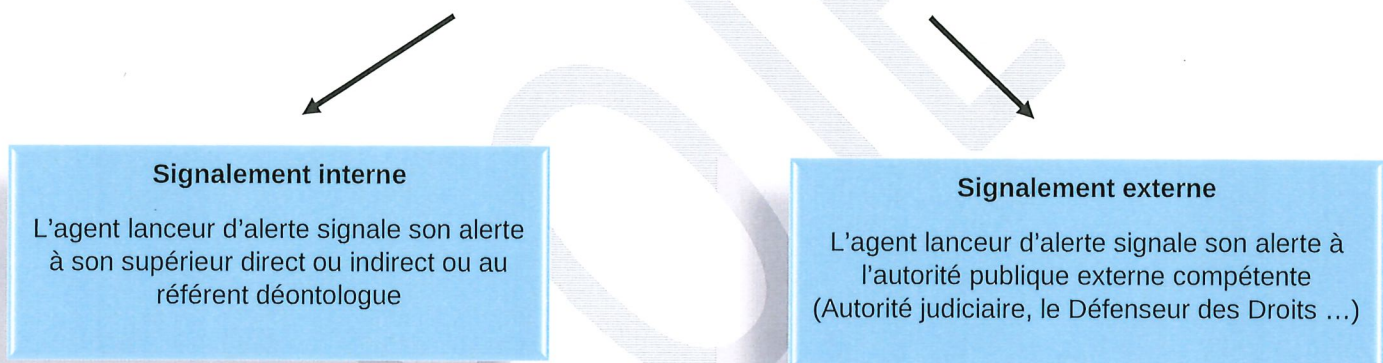 Signalement interne
L'agent lanceur d'alerte signale son alerte
à son supérieur direct ou indirect ou au
référent déontologue
Signalement externe
L'agent lanceur d'alerte signale son alerte à
l'autorité publique externe compétente
(Autorité judiciaire, le Défenseur des Droits …)